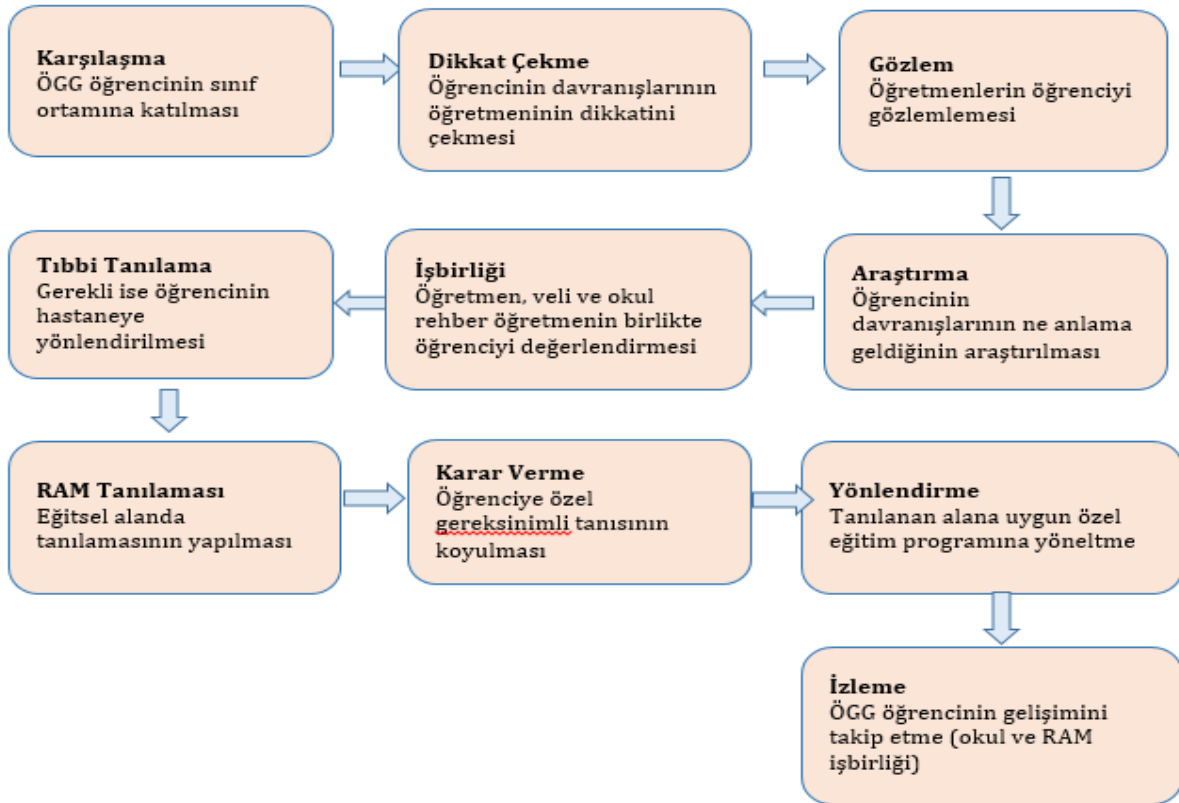 Karşılaşma
ÖGG öğrencinin sınıf
ortamına katılması
Dikkat Çekme
Öğrencinin davranışlarının
öğretmeninin dikkatini
çekmesi
Gözlem
Öğretmenlerin öğrenciyi
gözlemlemesi
Araştırma
Öğrencinin
davranışlarının ne anlama
geldiğinin araştırılması
İşbirliği
Öğretmen, veli ve okul
rehber öğretmenin birlikte
öğrenciyi değerlendirmesi
Tıbbi Tanılama
Gerekli ise öğrencinin
hastaneye
yönlendirilmesi
RAM Tanılaması
Eğitsel alanda
tanılamasının yapılması
Karar Verme
Öğrenciye özel
gereksinimli tanısının
koyulması
Yönlendirme
Tanılanan alana uygun özel
eğitim programına yöneltme
İzleme
ÖGG öğrencinin gelişimini
takip etme (okul ve RAM
işbirliği)